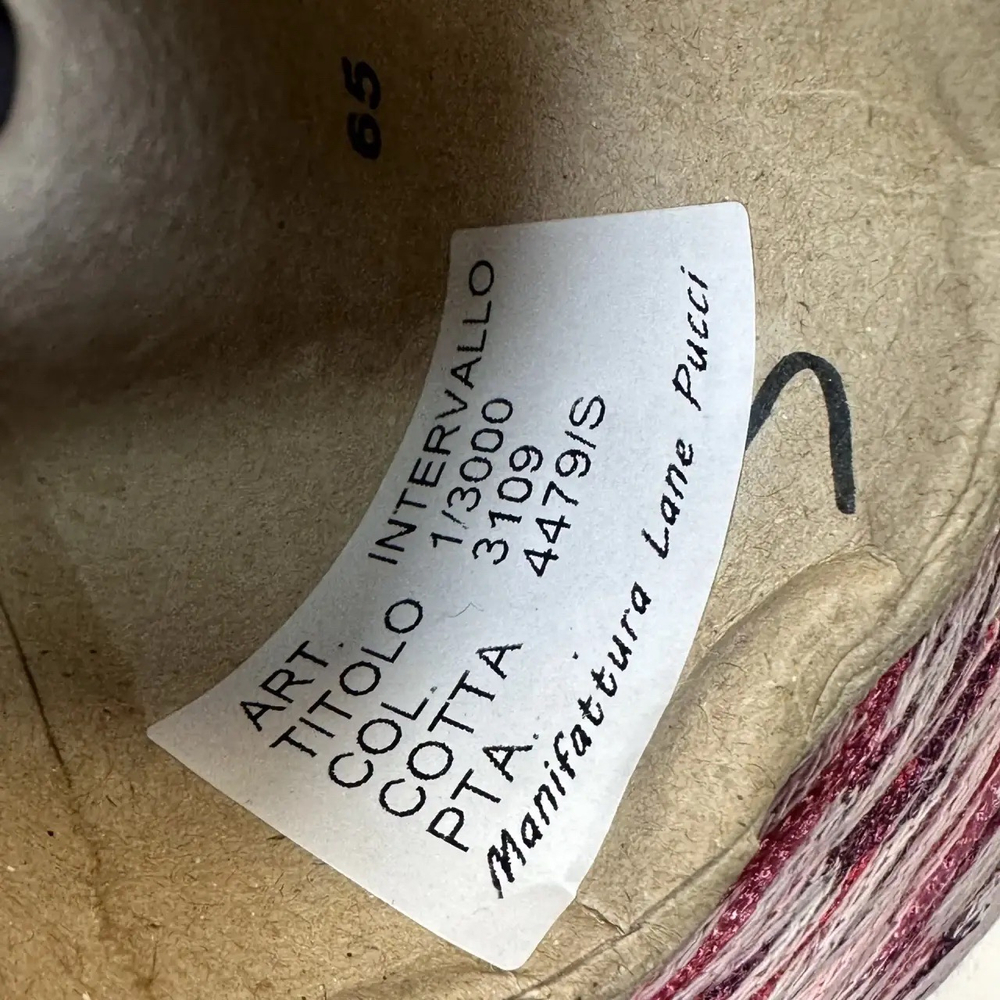 65
ART. INTERVALLO
TITOLO 1/3000
COL. 3109
COTTA 4479/S
PTA.
Manifattura Lane Pucci